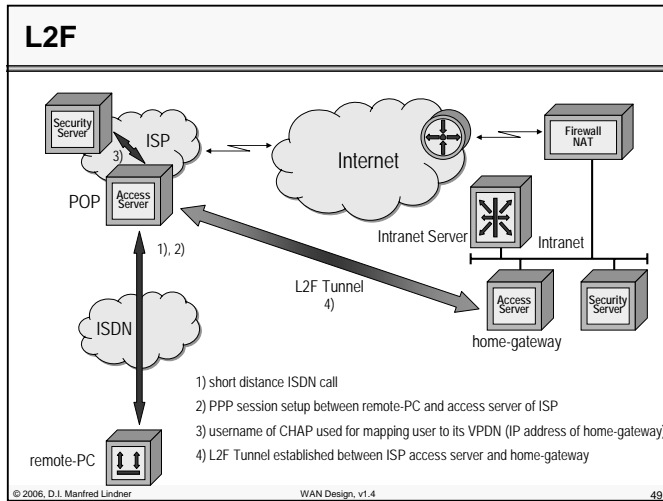 L2F
Security
Server
ISP
3)
POP
Access
Server
Internet
Firewall
NAT
1), 2)
Intranet Server
Intranet
L2F Tunnel
4)
Access
Server
Security
Server
home-gateway
ISDN
remote-PC
1) short distance ISDN call
2) PPP session setup between remote-PC and access server of ISP
3) username of CHAP used for mapping user to its VPDN (IP address of home-gateway)
4) L2F Tunnel established between ISP access server and home-gateway
© 2006, D.I. Manfred Lindner
WAN Design, v1.4
49